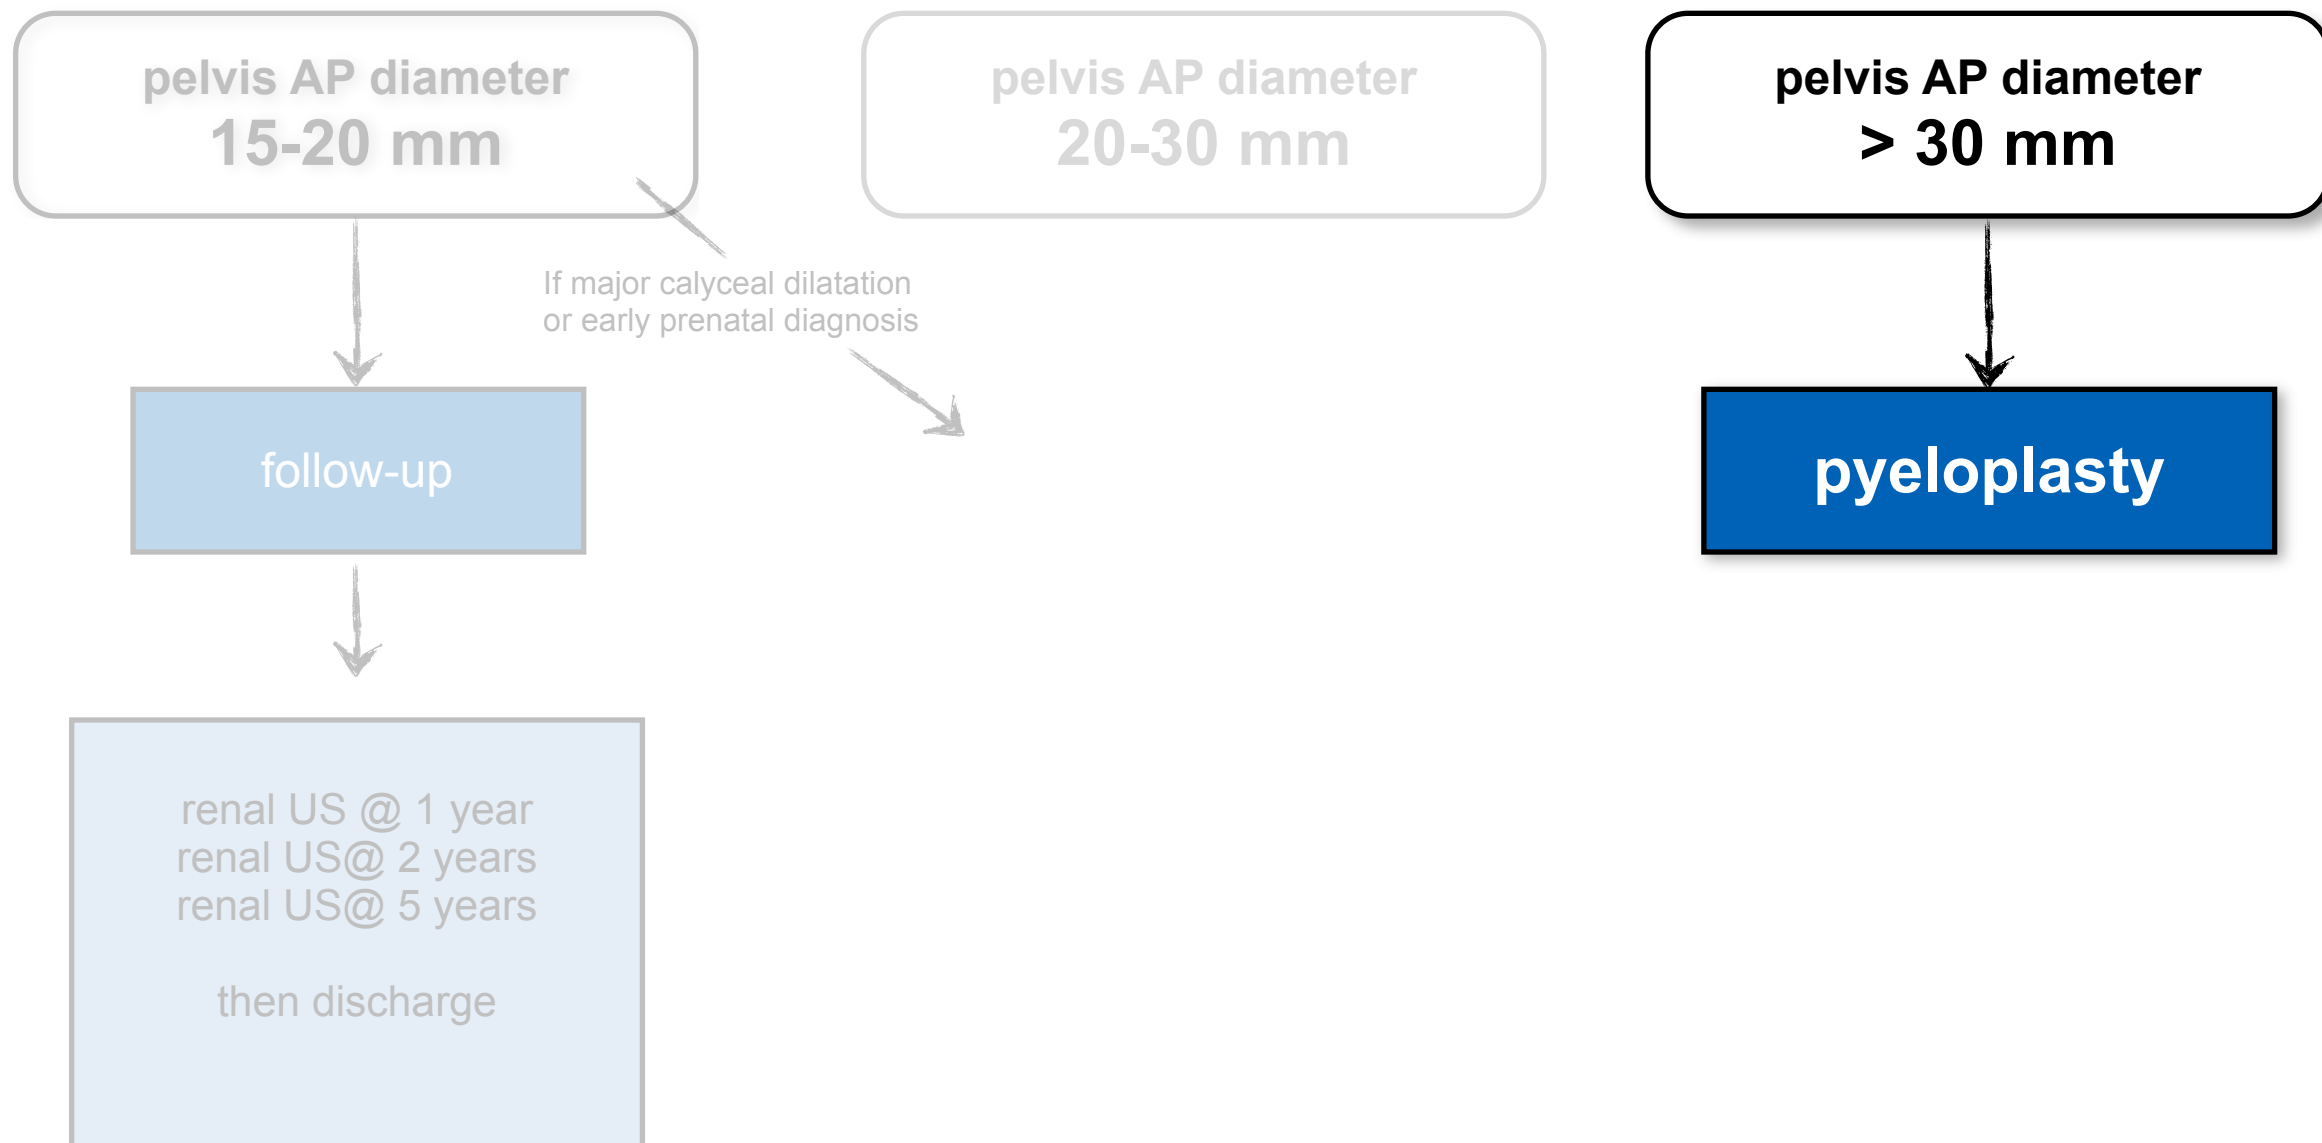 pelvis AP diameter
15-20 mm
pelvis AP diameter
20-30 mm
pelvis AP diameter
> 30 mm
If major calyceal dilatation
or early prenatal diagnosis
follow-up
pyeloplasty
renal US @ 1 year
renal US@ 2 years
renal US@ 5 years
then discharge